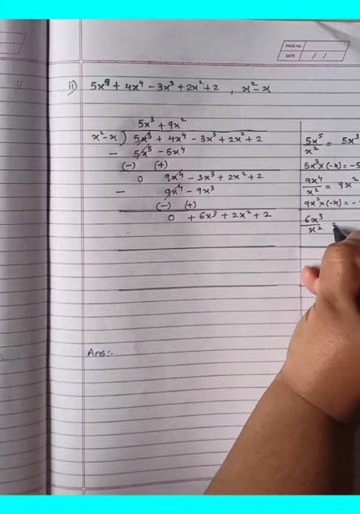 PAGE NO.
DATE / /
ii) 5x⁵ + 4x⁴ - 3x³ + 2x² + 2 , x² - x
5x³ + 9x²
x² - x ) 5x⁵ + 4x⁴ - 3x³ + 2x² + 2
- 5x⁵ - 5x⁴
(-) (+)
0 9x⁴ - 3x³ + 2x² + 2
- 9x⁴ - 9x³
(-) (+)
0 + 6x³ + 2x² + 2
5x⁵/x² = 5x³
5x³ × (-x) = -5
9x⁴/x² = 9x²
9x² × (-x) = -
6x³/x²
Ans:-